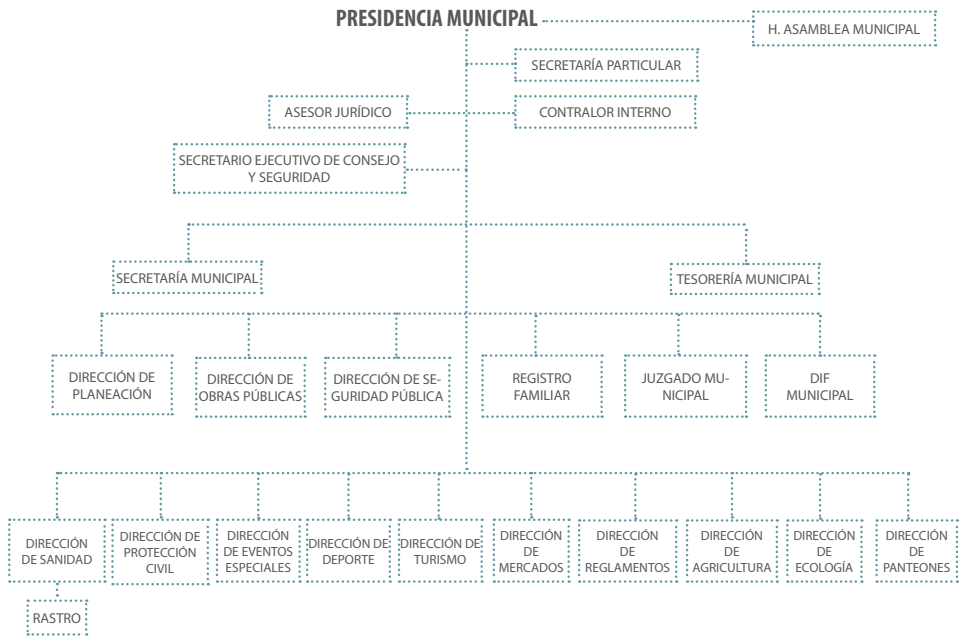 PRESIDENCIA MUNICIPAL
H. ASAMBLEA MUNICIPAL
SECRETARÍA PARTICULAR
ASESOR JURÍDICO
CONTRALOR INTERNO
SECRETARIO EJECUTIVO DE CONSEJO
Y SEGURIDAD
SECRETARÍA MUNICIPAL
TESORERÍA MUNICIPAL
DIRECCIÓN DE
PLANEACIÓN
DIRECCIÓN DE
OBRAS PÚBLICAS
DIRECCIÓN DE SE-
GURIDAD PÚBLICA
REGISTRO
FAMILIAR
JUZGADO MU-
NICIPAL
DIF
MUNICIPAL
DIRECCIÓN
DE SANIDAD
DIRECCIÓN DE
PROTECCIÓN
CIVIL
DIRECCIÓN
DE EVENTOS
ESPECIALES
DIRECCIÓN DE
DEPORTE
DIRECCIÓN DE
TURISMO
DIRECCIÓN
DE
MERCADOS
DIRECCIÓN
DE
REGLAMENTOS
DIRECCIÓN
DE
AGRICULTURA
DIRECCIÓN
DE
ECOLOGÍA
DIRECCIÓN
DE
PANTEONES
RASTRO